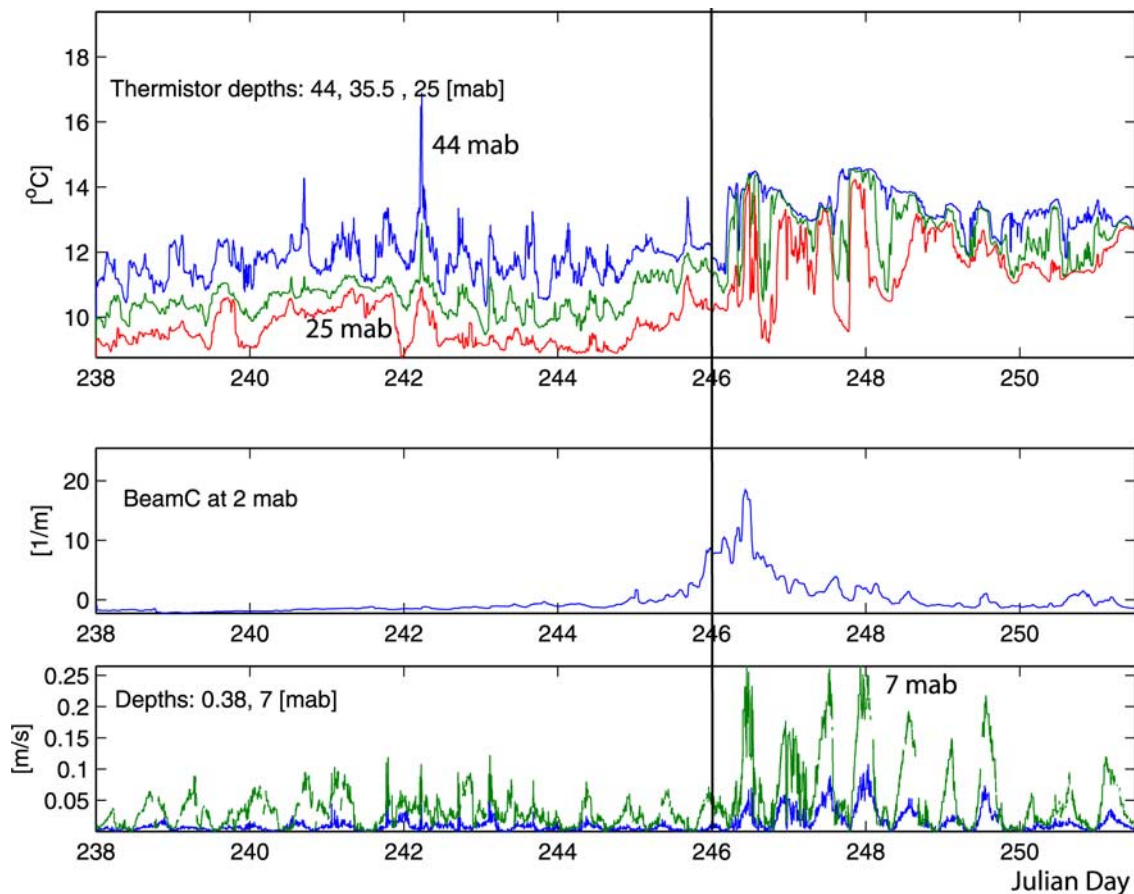 18
Thermistor depths: 44, 35.5 , 25 [mab]
16
44 mab
[°C]
14
12
10
25 mab
238 240 242 244 246 248 250
20
BeamC at 2 mab
[1/m]
10
0
238 240 242 244 246 248 250
0.25
Depths: 0.38, 7 [mab]
7 mab
0.2
[m/s]
0.15
0.1
0.05
238 240 242 244 246 248 250
Julian Day